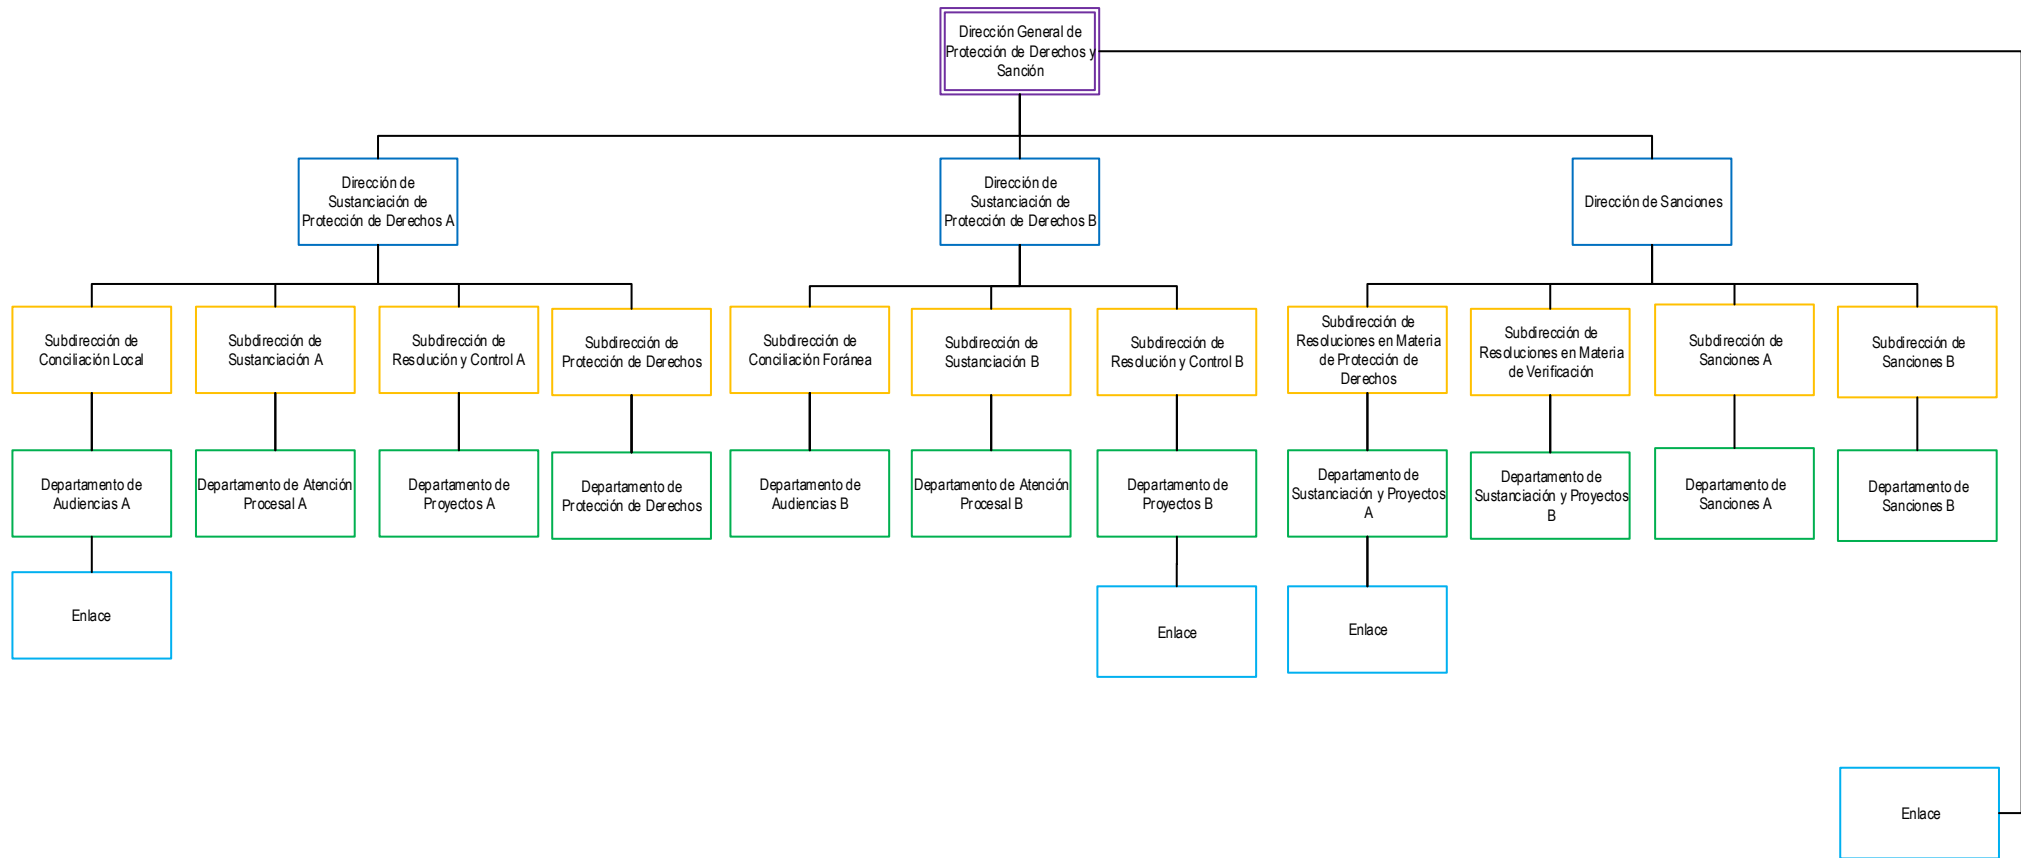 Dirección General de
Protección de Derechos y
Sanción
Dirección de
Sustanciación de
Protección de Derechos A
Dirección de
Sustanciación de
Protección de Derechos B
Dirección de Sanciones
Subdirección de
Conciliación Local
Subdirección de
Sustanciación A
Subdirección de
Resolución y Control A
Subdirección de
Protección de Derechos
Subdirección de
Conciliación Foránea
Subdirección de
Sustanciación B
Subdirección de
Resolución y Control B
Subdirección de
Resoluciones en Materia
de Protección de
Derechos
Subdirección de
Resoluciones en Materia
de Verificación
Subdirección de
Sanciones A
Subdirección de
Sanciones B
Departamento de
Audiencias A
Departamento de Atención
Procesal A
Departamento de
Proyectos A
Departamento de
Protección de Derechos
Departamento de
Audiencias B
Departamento de Atención
Procesal B
Departamento de
Proyectos B
Departamento de
Sustanciación y Proyectos
A
Departamento de
Sustanciación y Proyectos
B
Departamento de
Sanciones A
Departamento de
Sanciones B
Enlace
Enlace
Enlace
Enlace